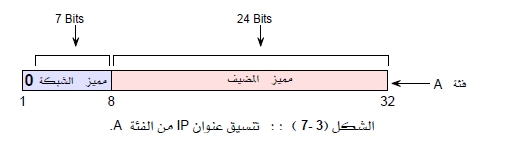 7 Bits 24 Bits
0 مميز الشبكة مميز المضيف فئة A
1 8 32
الشكل (3 -7 ) : : تنسيق عنوان IP من الفئة A.